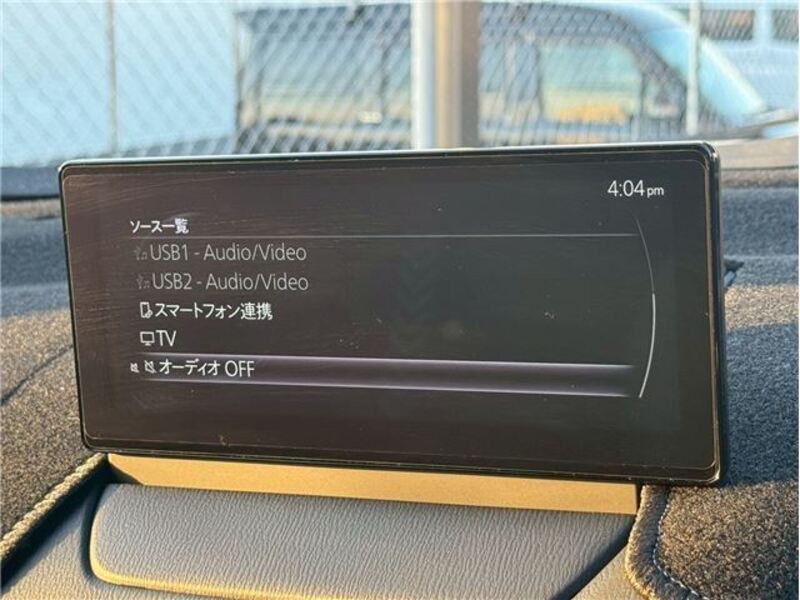 4:04pm
ソース一覧
USB1 - Audio/Video
USB2 - Audio/Video
スマートフォン連携
TV
オーディオ OFF